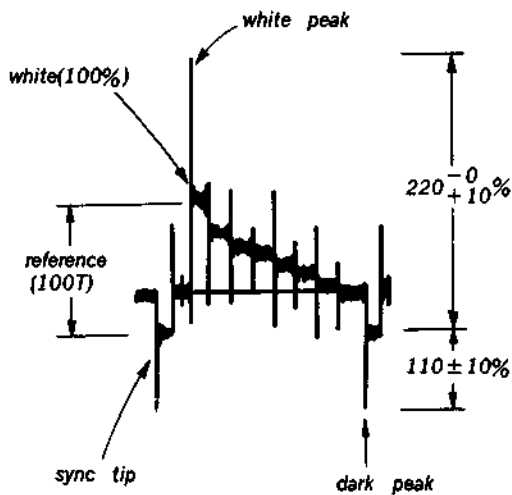 white peak
white(100%)
220 -0 +10%
reference
(100T)
110 ± 10%
sync tip
dark peak